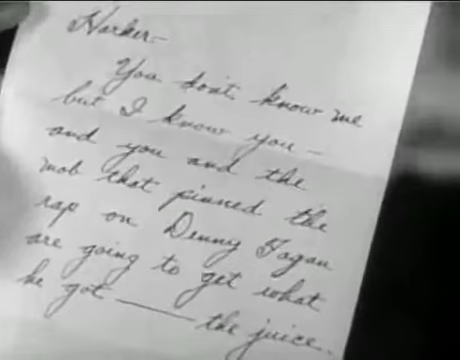 Harker—
You don't know me
but I know you—
and you and the
mob that pinned the
rap on Denny Fagan
are going to get what
he got —— the juice.